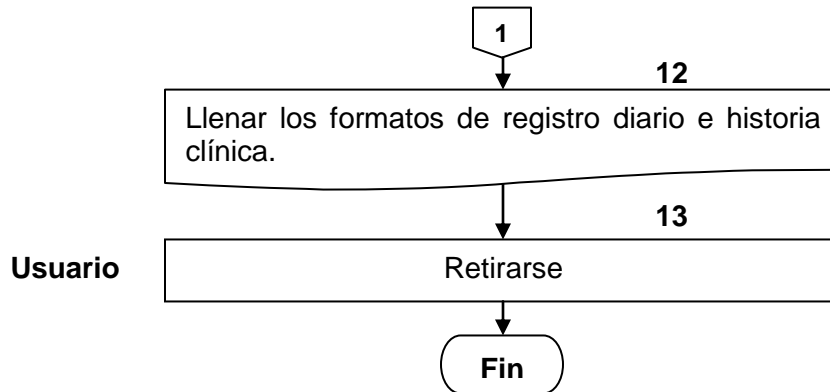 1
12
Llenar los formatos de registro diario e historia
clínica.
13
Usuario
Retirarse
Fin